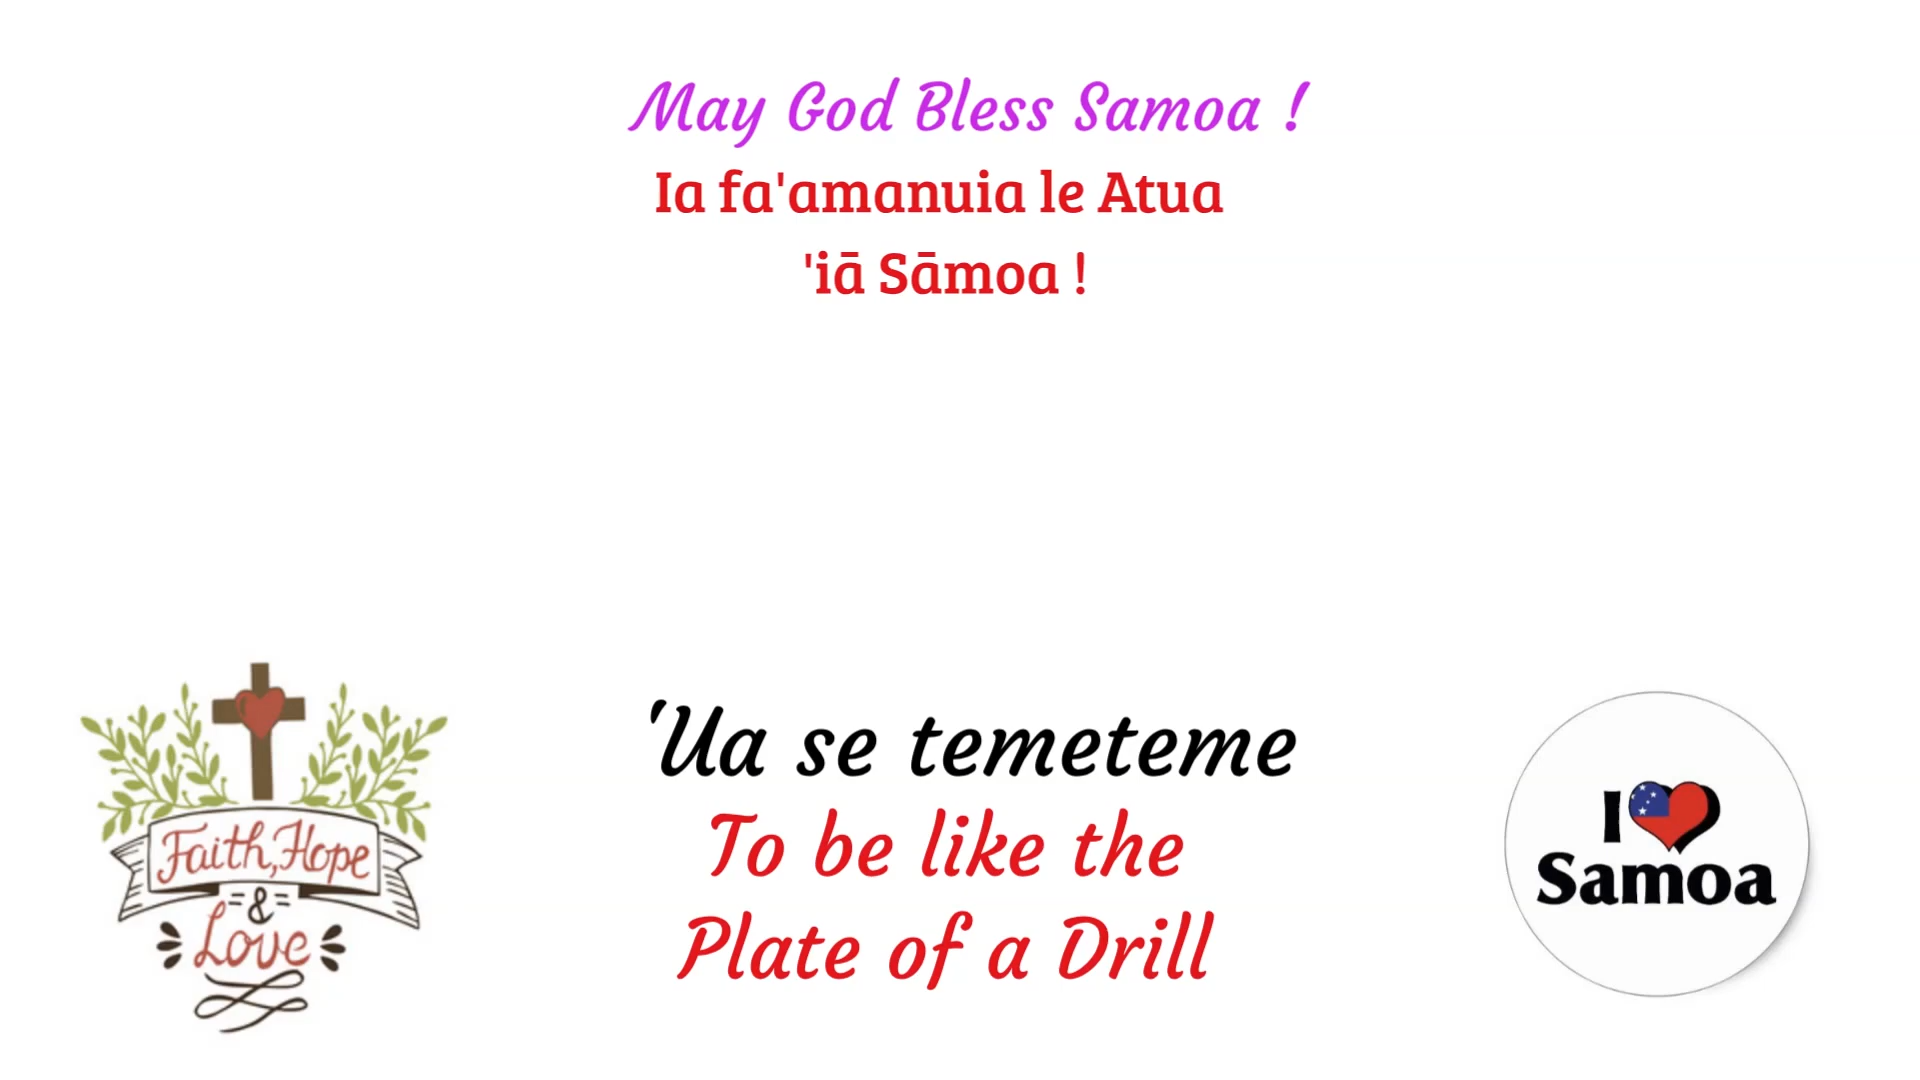 May God Bless Samoa !
Ia fa'amanuia le Atua
'iā Sāmoa !
'Ua se temeteme
To be like the
Plate of a Drill
Faith, Hope
=&=
Love
I
Samoa